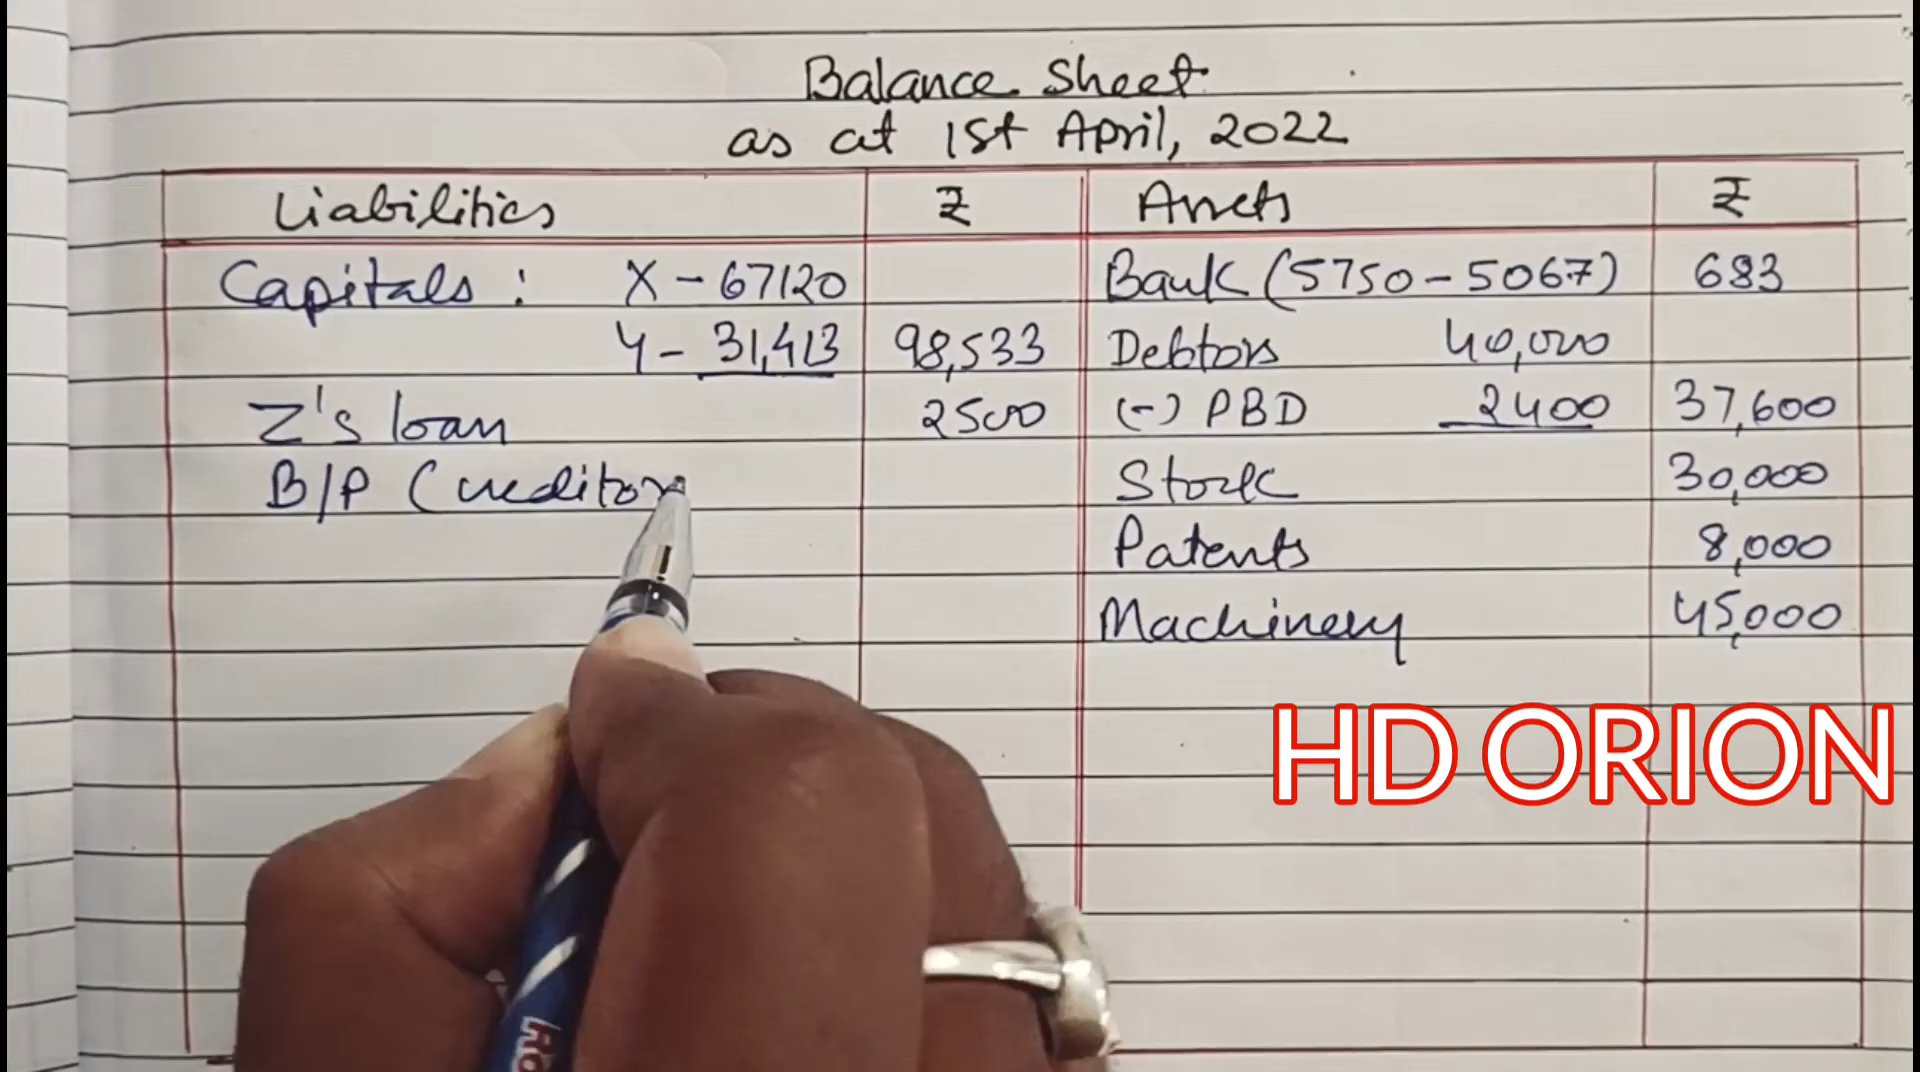 Balance Sheet
as at 1st April, 2022
Liabilities ₹ Assets ₹
Capitals : X - 67120 Bank (5750 - 5067) 683
Y - 31,413 98,533 Debtors 40,000
Z's loan 2500 (-) PBD 2400 37,600
B/P (creditor Stock 30,000
Patents 8,000
Machinery 45,000
HD ORION
Ro